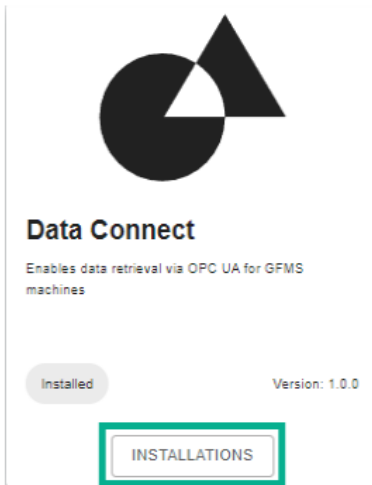 Data Connect
Enables data retrieval via OPC UA for GFMS
machines
Installed
Version: 1.0.0
INSTALLATIONS